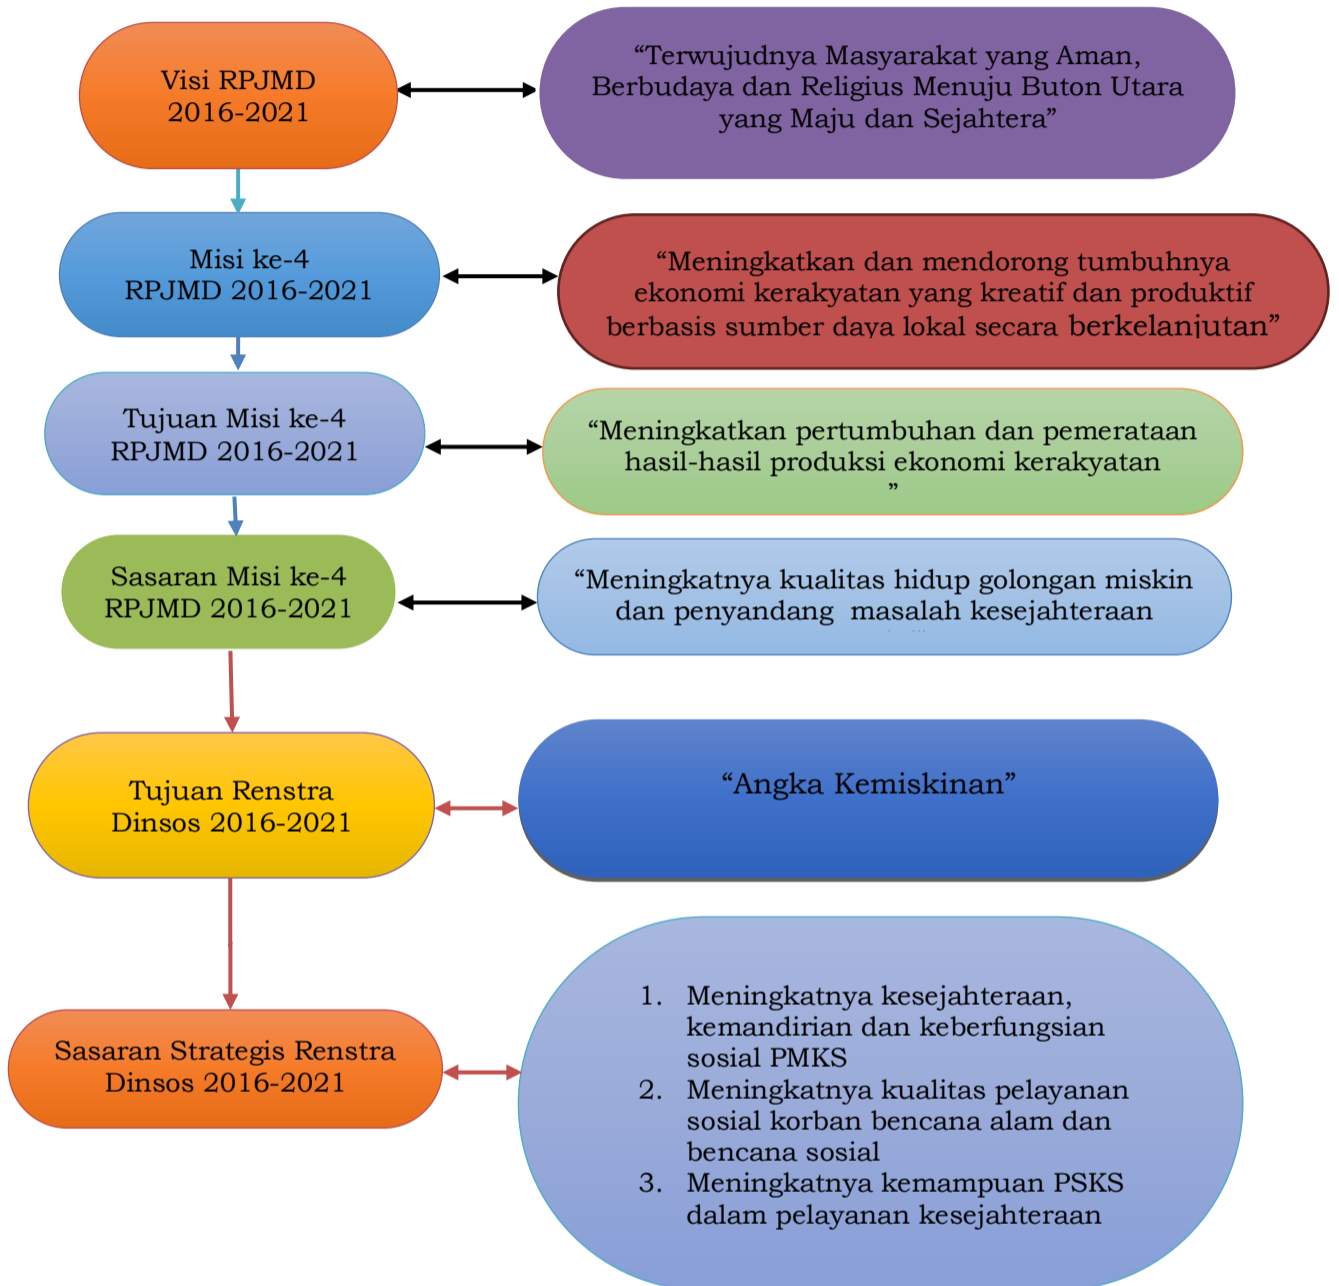 Visi RPJMD
2016-2021
“Terwujudnya Masyarakat yang Aman,
Berbudaya dan Religius Menuju Buton Utara
yang Maju dan Sejahtera”
Misi ke-4
RPJMD 2016-2021
“Meningkatkan dan mendorong tumbuhnya
ekonomi kerakyatan yang kreatif dan produktif
berbasis sumber daya lokal secara berkelanjutan”
Tujuan Misi ke-4
RPJMD 2016-2021
“Meningkatkan pertumbuhan dan pemerataan
hasil-hasil produksi ekonomi kerakyatan
”
Sasaran Misi ke-4
RPJMD 2016-2021
“Meningkatnya kualitas hidup golongan miskin
dan penyandang masalah kesejahteraan
Tujuan Renstra
Dinsos 2016-2021
“Angka Kemiskinan”
Sasaran Strategis Renstra
Dinsos 2016-2021
1. Meningkatnya kesejahteraan,
kemandirian dan keberfungsian
sosial PMKS
2. Meningkatnya kualitas pelayanan
sosial korban bencana alam dan
bencana sosial
3. Meningkatnya kemampuan PSKS
dalam pelayanan kesejahteraan